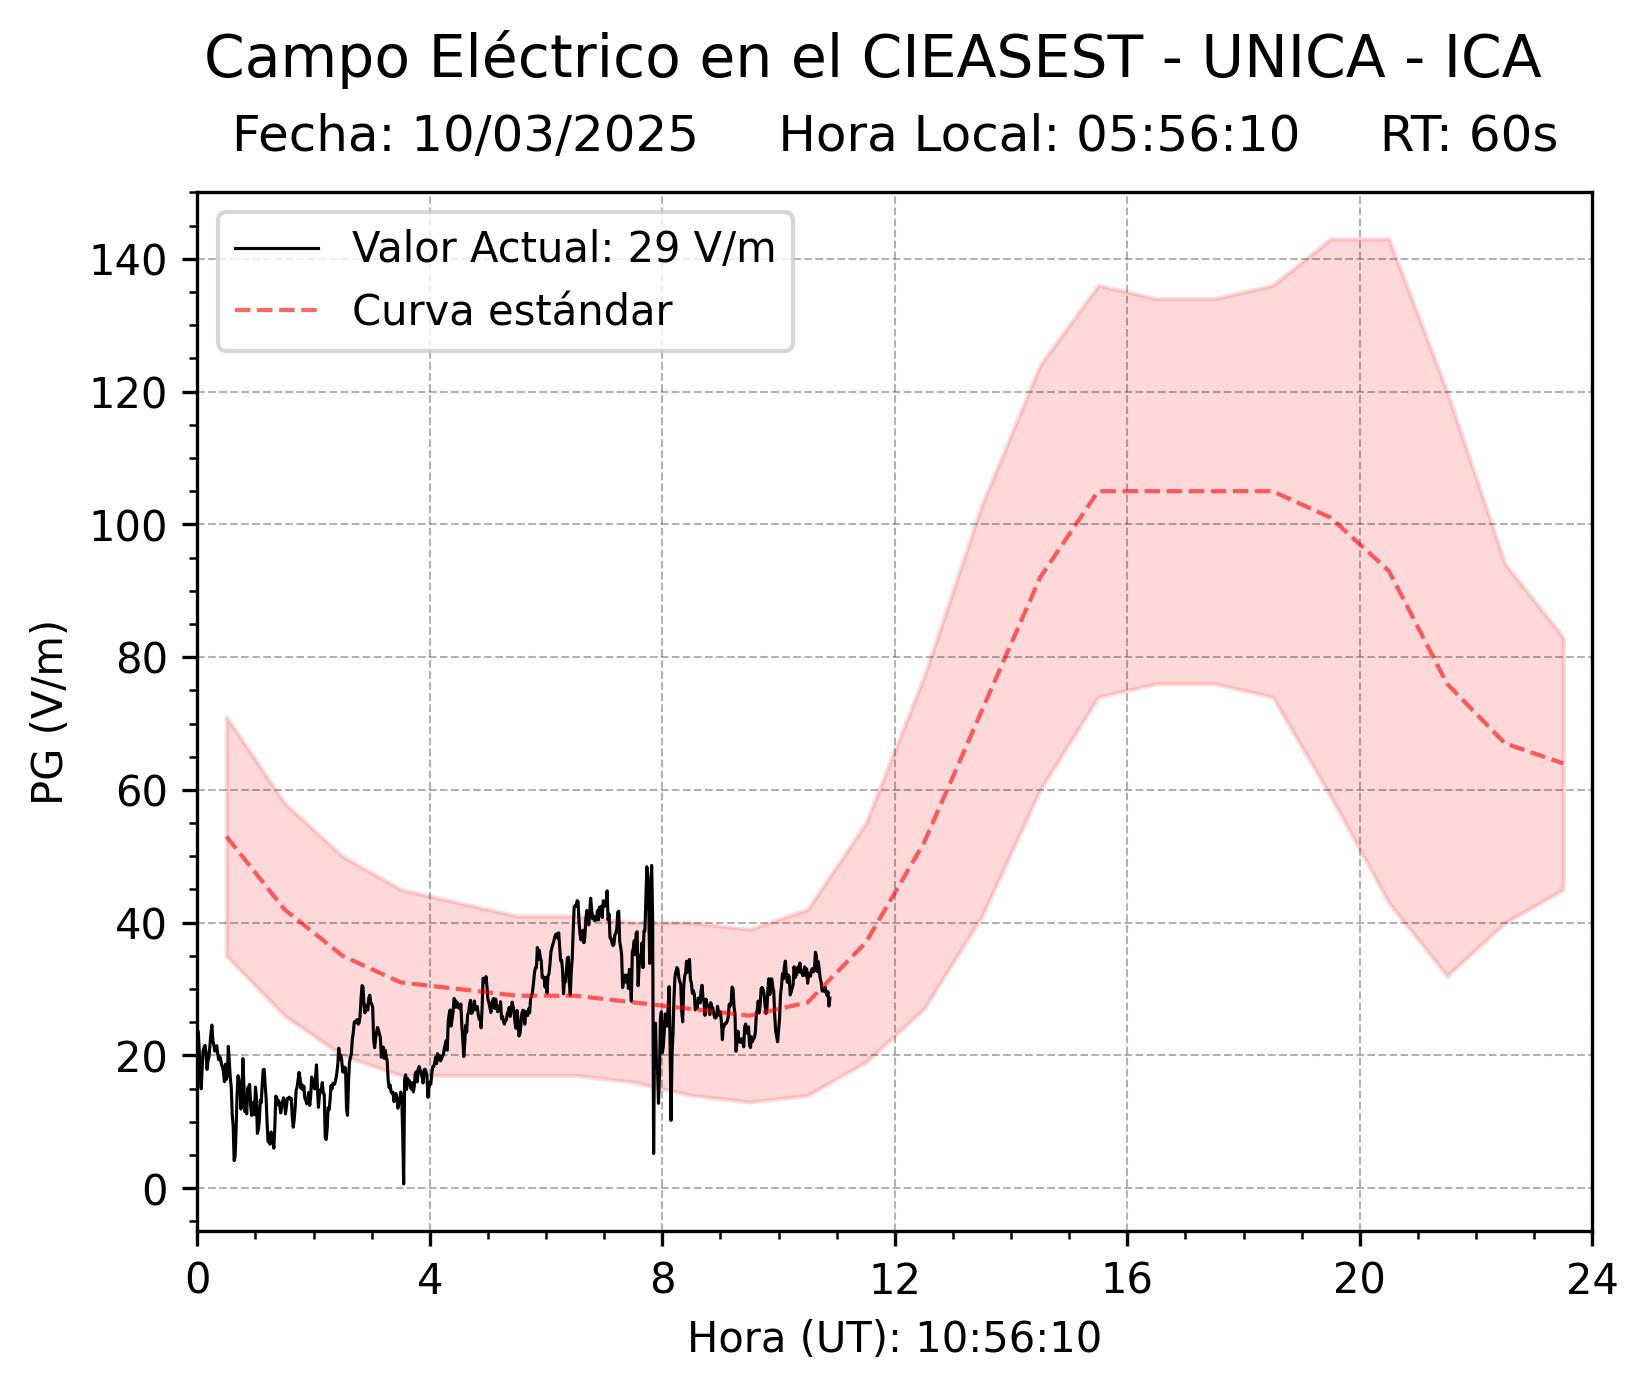 Campo Eléctrico en el CIEASEST - UNICA - ICA
Fecha: 10/03/2025 Hora Local: 05:56:10 RT: 60s
Valor Actual: 29 V/m
Curva estándar
PG (V/m)
140
120
100
80
60
40
20
0
0 4 8 12 16 20 24
Hora (UT): 10:56:10